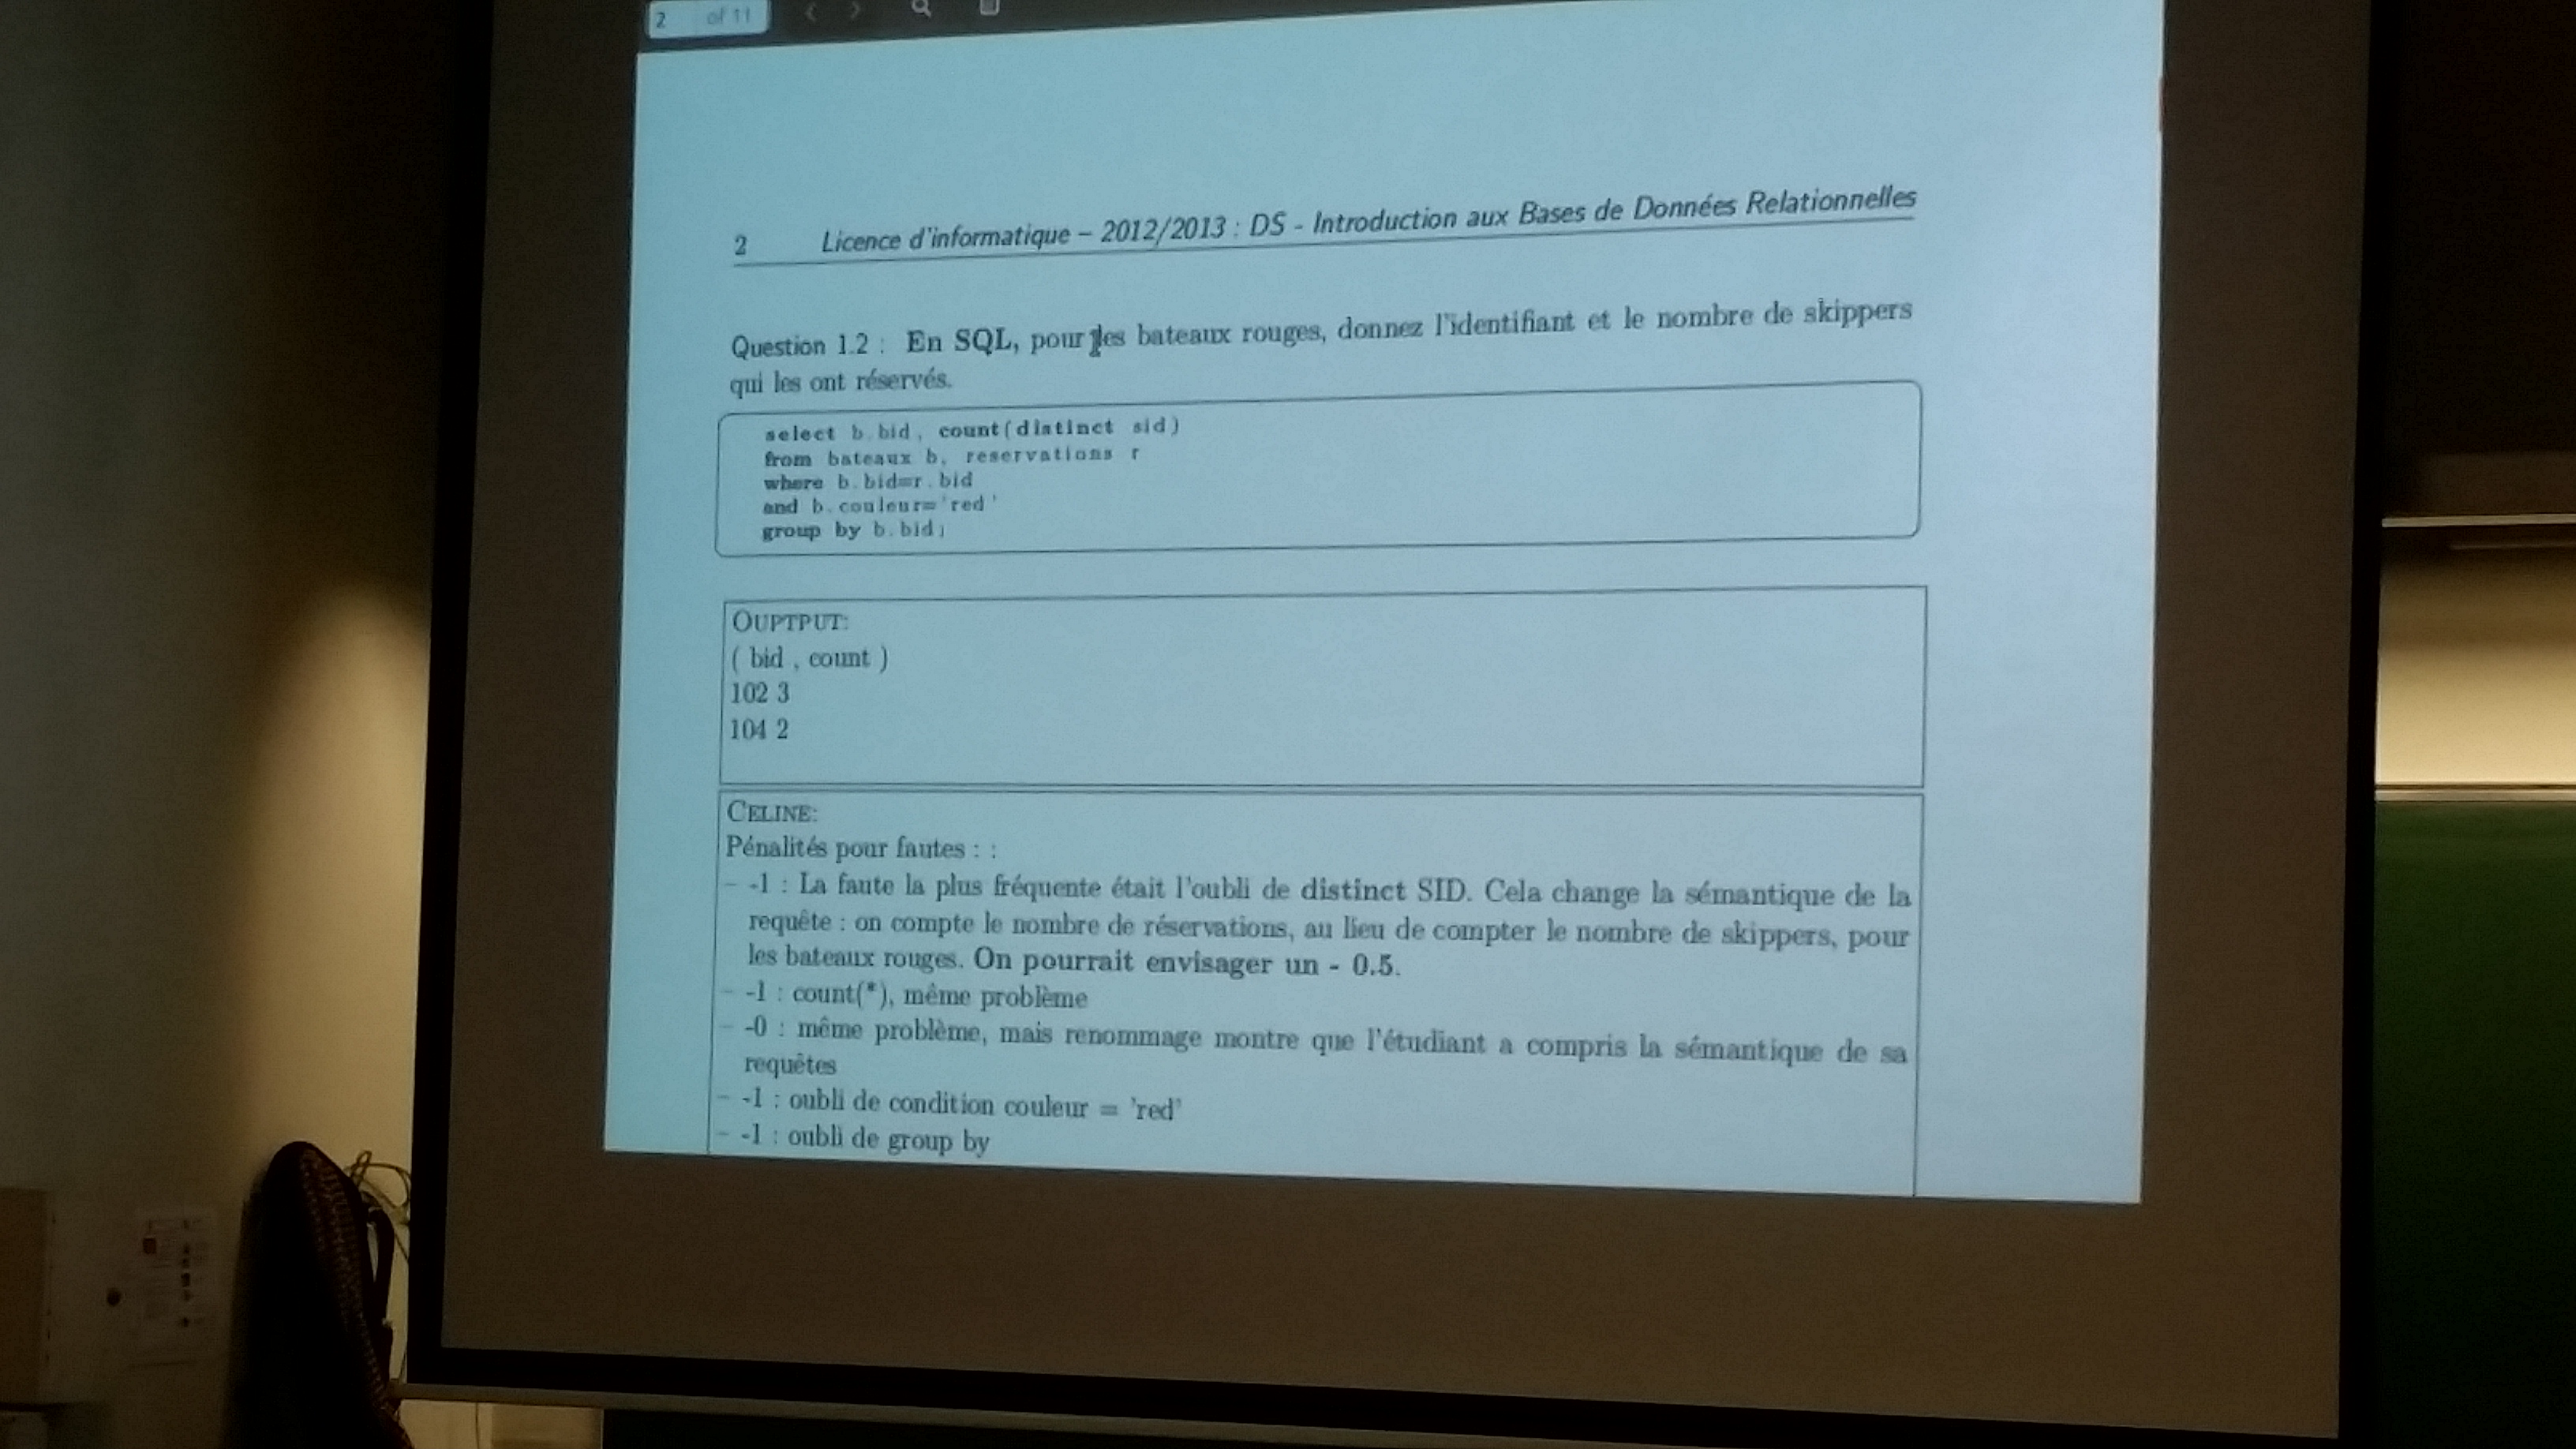 2 of 11
2 Licence d'informatique – 2012/2013 : DS - Introduction aux Bases de Données Relationnelles
Question 1.2 : En SQL, pour les bateaux rouges, donnez l'identifiant et le nombre de skippers
qui les ont réservés.
select b.bid, count(distinct sid)
from bateaux b, reservations r
where b.bid=r.bid
and b.couleur='red'
group by b.bid;
OUPTPUT:
( bid , count )
102 3
104 2
CELINE:
Pénalités pour fautes : :
– -1 : La faute la plus fréquente était l'oubli de distinct SID. Cela change la sémantique de la
requête : on compte le nombre de réservations, au lieu de compter le nombre de skippers, pour
les bateaux rouges. On pourrait envisager un - 0.5.
– -1 : count(*), même problème
– -0 : même problème, mais renommage montre que l'étudiant a compris la sémantique de sa
requêtes
– -1 : oubli de condition couleur = 'red'
– -1 : oubli de group by